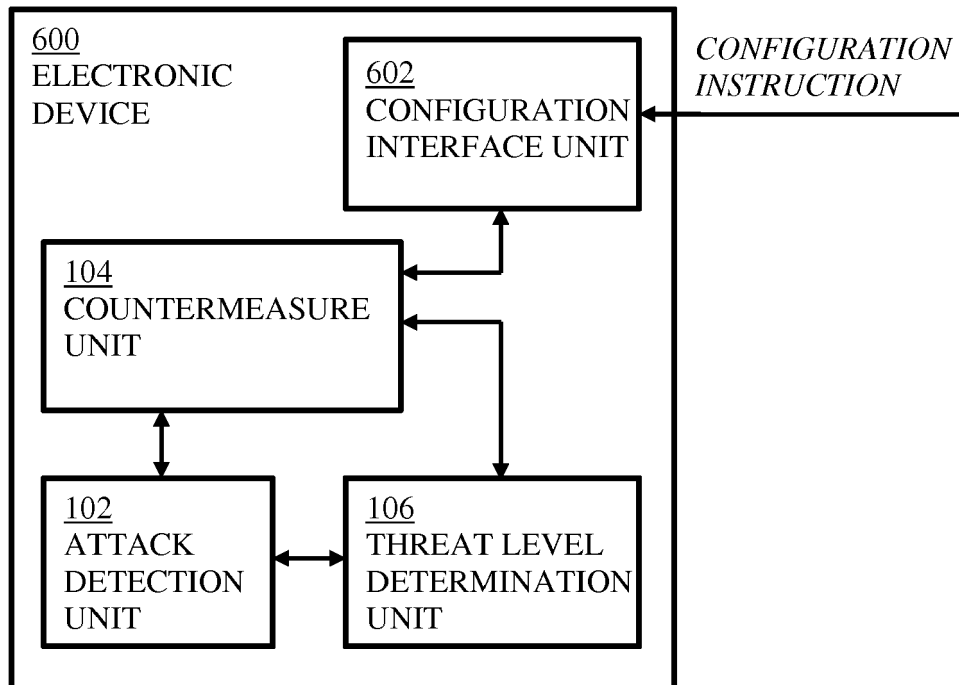 600
ELECTRONIC
DEVICE
602
CONFIGURATION
INTERFACE UNIT
CONFIGURATION
INSTRUCTION
104
COUNTERMEASURE
UNIT
102
ATTACK
DETECTION
UNIT
106
THREAT LEVEL
DETERMINATION
UNIT